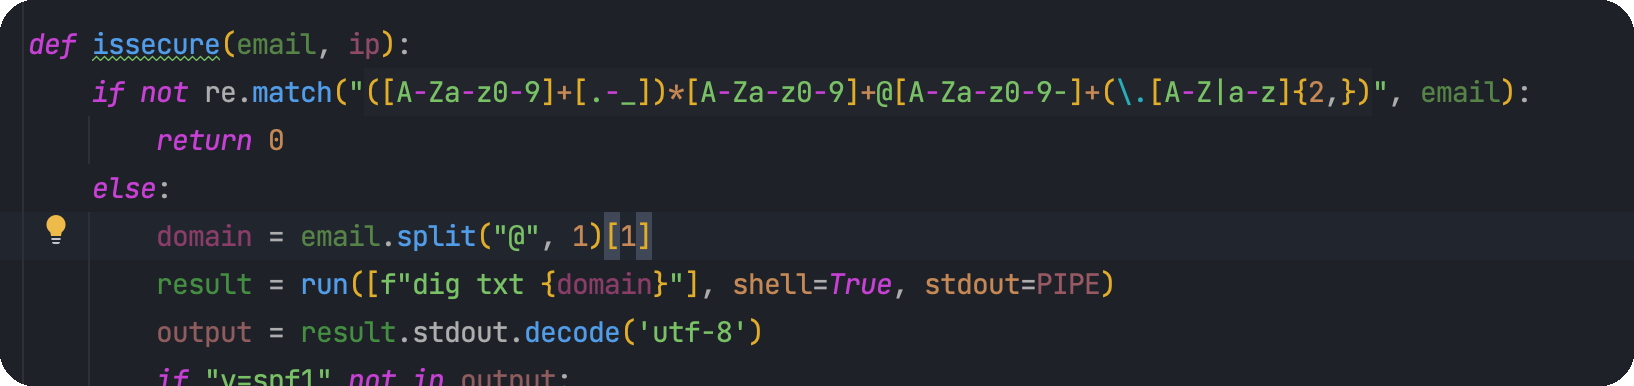 def issecure(email, ip):
if not re.match("([A-Za-z0-9]+[.-_])*[A-Za-z0-9]+@[A-Za-z0-9-]+(\.[A-Z|a-z]{2,})", email):
return 0
else:
domain = email.split("@", 1)[1]
result = run([f"dig txt {domain}"], shell=True, stdout=PIPE)
output = result.stdout.decode('utf-8')
if "v=spf1" not in output: